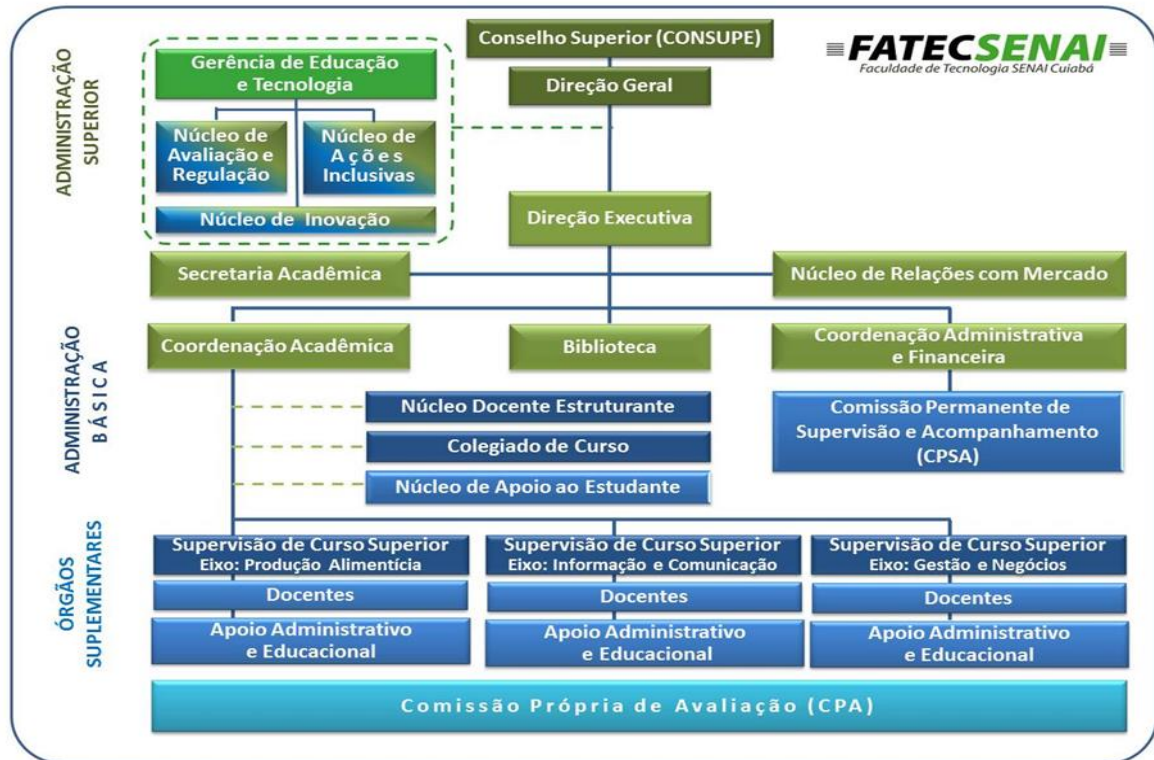 Conselho Superior (CONSUPE)
FATECSENAI
Faculdade de Tecnologia SENAI Cuiabá
Direção Geral
Gerência de Educação
e Tecnologia
Núcleo de
Avaliação e
Regulação
Núcleo de
Ações
Inclusivas
Núcleo de Inovação
ADMINISTRAÇÃO
SUPERIOR
Direção Executiva
Secretaria Acadêmica
Núcleo de Relações com Mercado
ADMINISTRAÇÃO
BÁSICA
Coordenação Acadêmica
Biblioteca
Coordenação Administrativa
e Financeira
Núcleo Docente Estruturante
Colegiado de Curso
Núcleo de Apoio ao Estudante
Comissão Permanente de
Supervisão e Acompanhamento
(CPSA)
ÓRGÃOS
SUPLEMENTARES
Supervisão de Curso Superior
Eixo: Produção Alimentícia
Docentes
Apoio Administrativo
e Educacional
Supervisão de Curso Superior
Eixo: Informação e Comunicação
Docentes
Apoio Administrativo
e Educacional
Supervisão de Curso Superior
Eixo: Gestão e Negócios
Docentes
Apoio Administrativo
e Educacional
Comissão Própria de Avaliação (CPA)